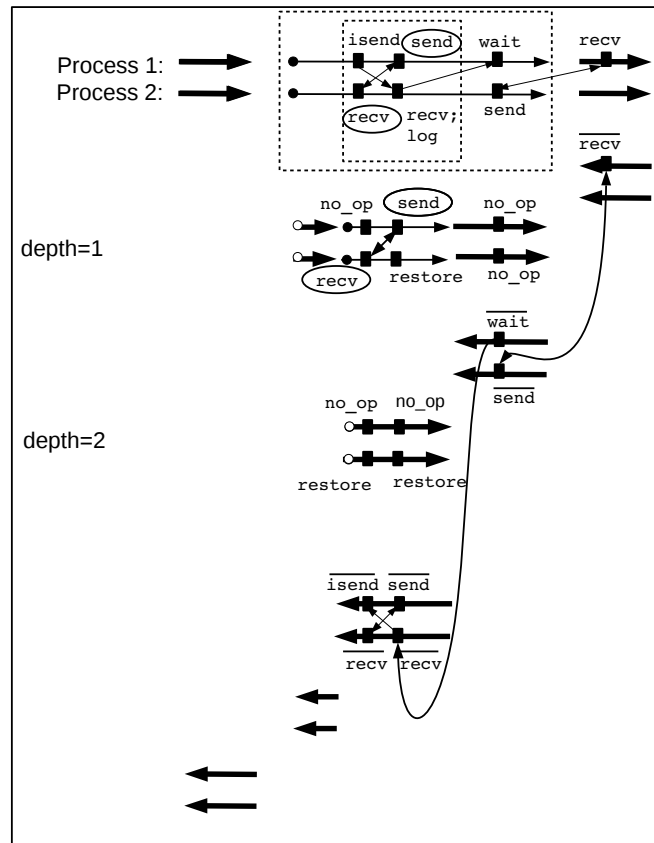 isend send wait recv
Process 1:
Process 2:
recv recv; send
log
recv
no_op send no_op
depth=1
recv restore no_op
wait
send
no_op no_op
depth=2
restore restore
isend send
recv recv